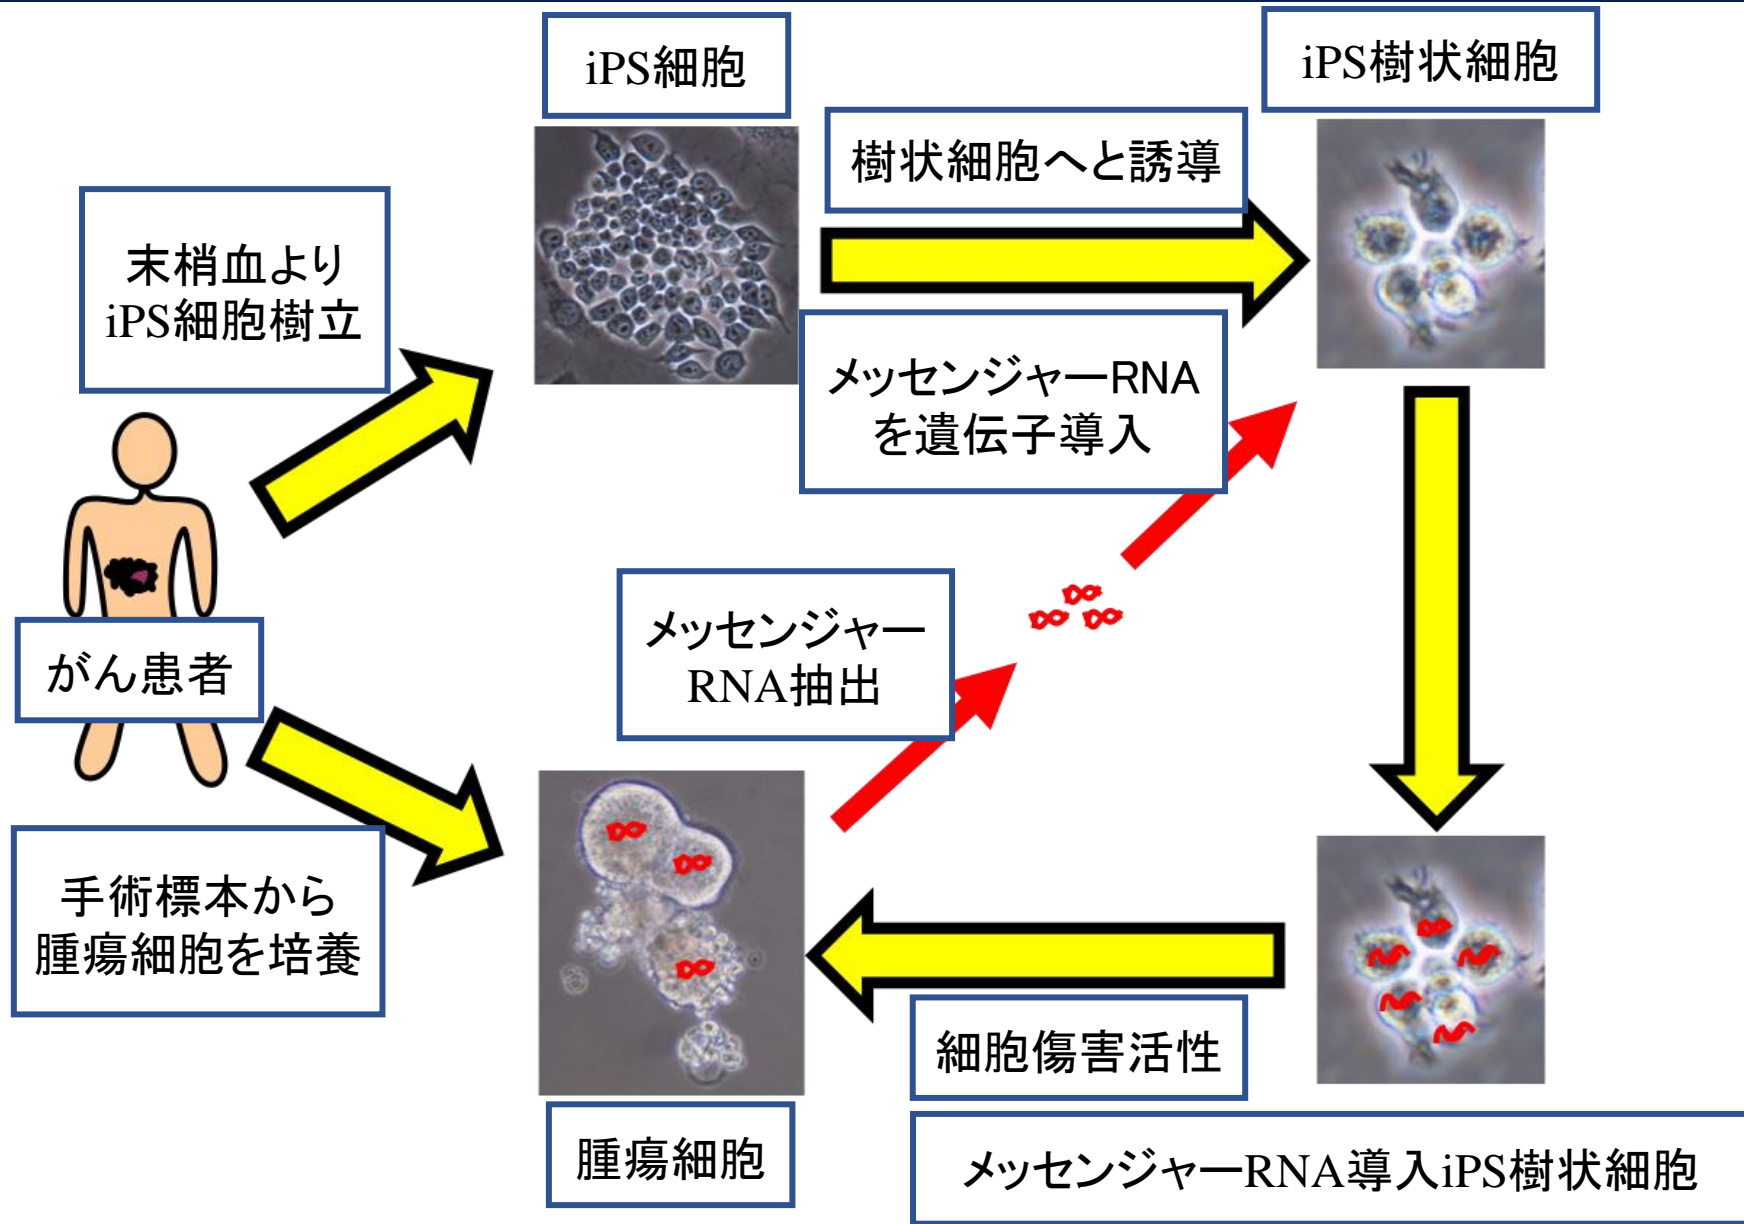 iPS細胞
iPS樹状細胞
樹状細胞へと誘導
末梢血より
iPS細胞樹立
メッセンジャーRNA
を遺伝子導入
メッセンジャー
RNA抽出
がん患者
手術標本から
腫瘍細胞を培養
細胞傷害活性
腫瘍細胞
メッセンジャーRNA導入iPS樹状細胞